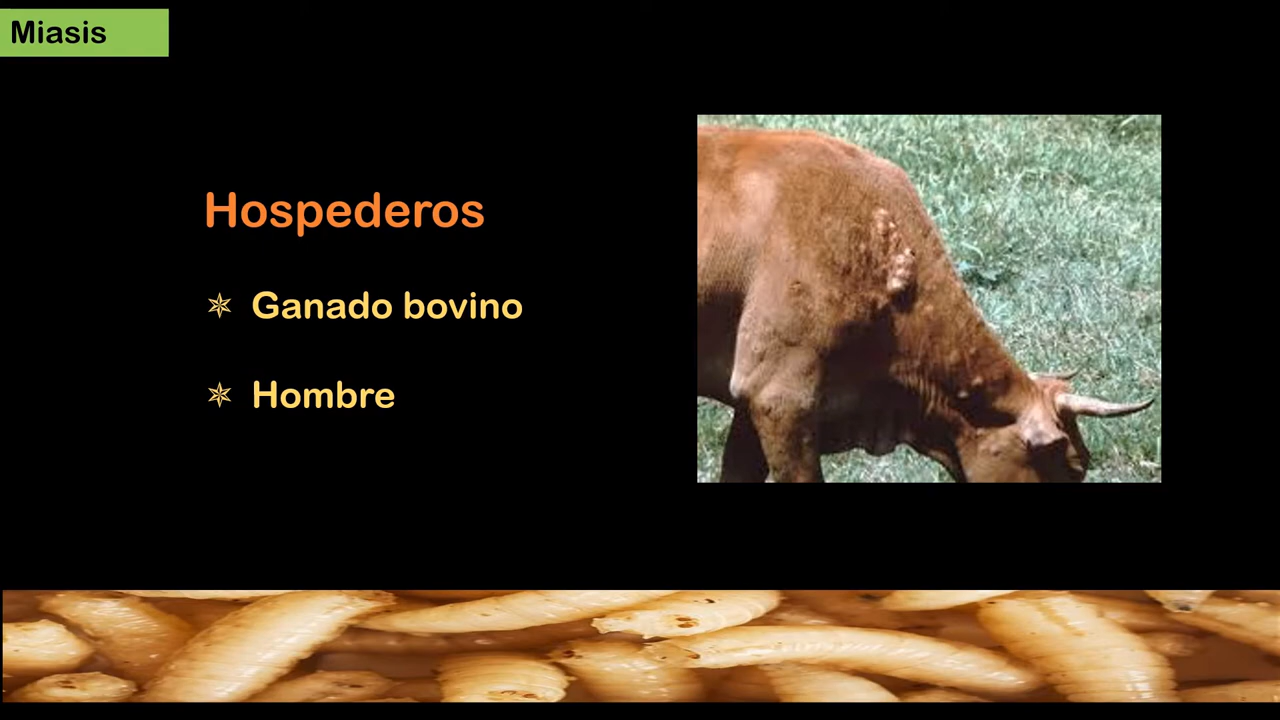 Miasis
Hospederos
✴ Ganado bovino
✴ Hombre